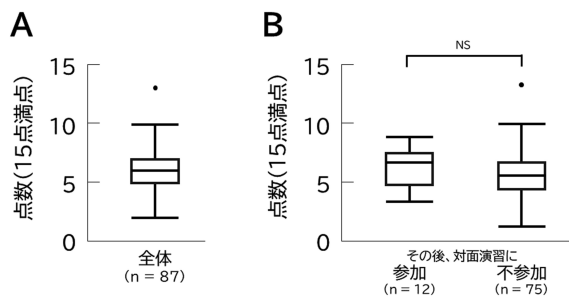 A
点数(15点満点)
15
10
5
0
全体
(n = 87)
B
点数(15点満点)
15
10
5
0
NS
その後、対面演習に
参加
(n = 12)
不参加
(n = 75)